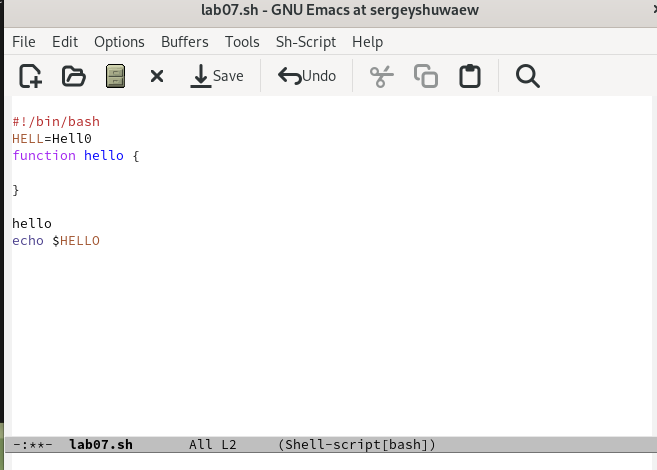 lab07.sh - GNU Emacs at sergeyshuwaew
File Edit Options Buffers Tools Sh-Script Help
Save Undo
#!/bin/bash
HELL=Hell0
function hello {
}
hello
echo $HELLO
-:**- lab07.sh All L2 (Shell-script[bash])